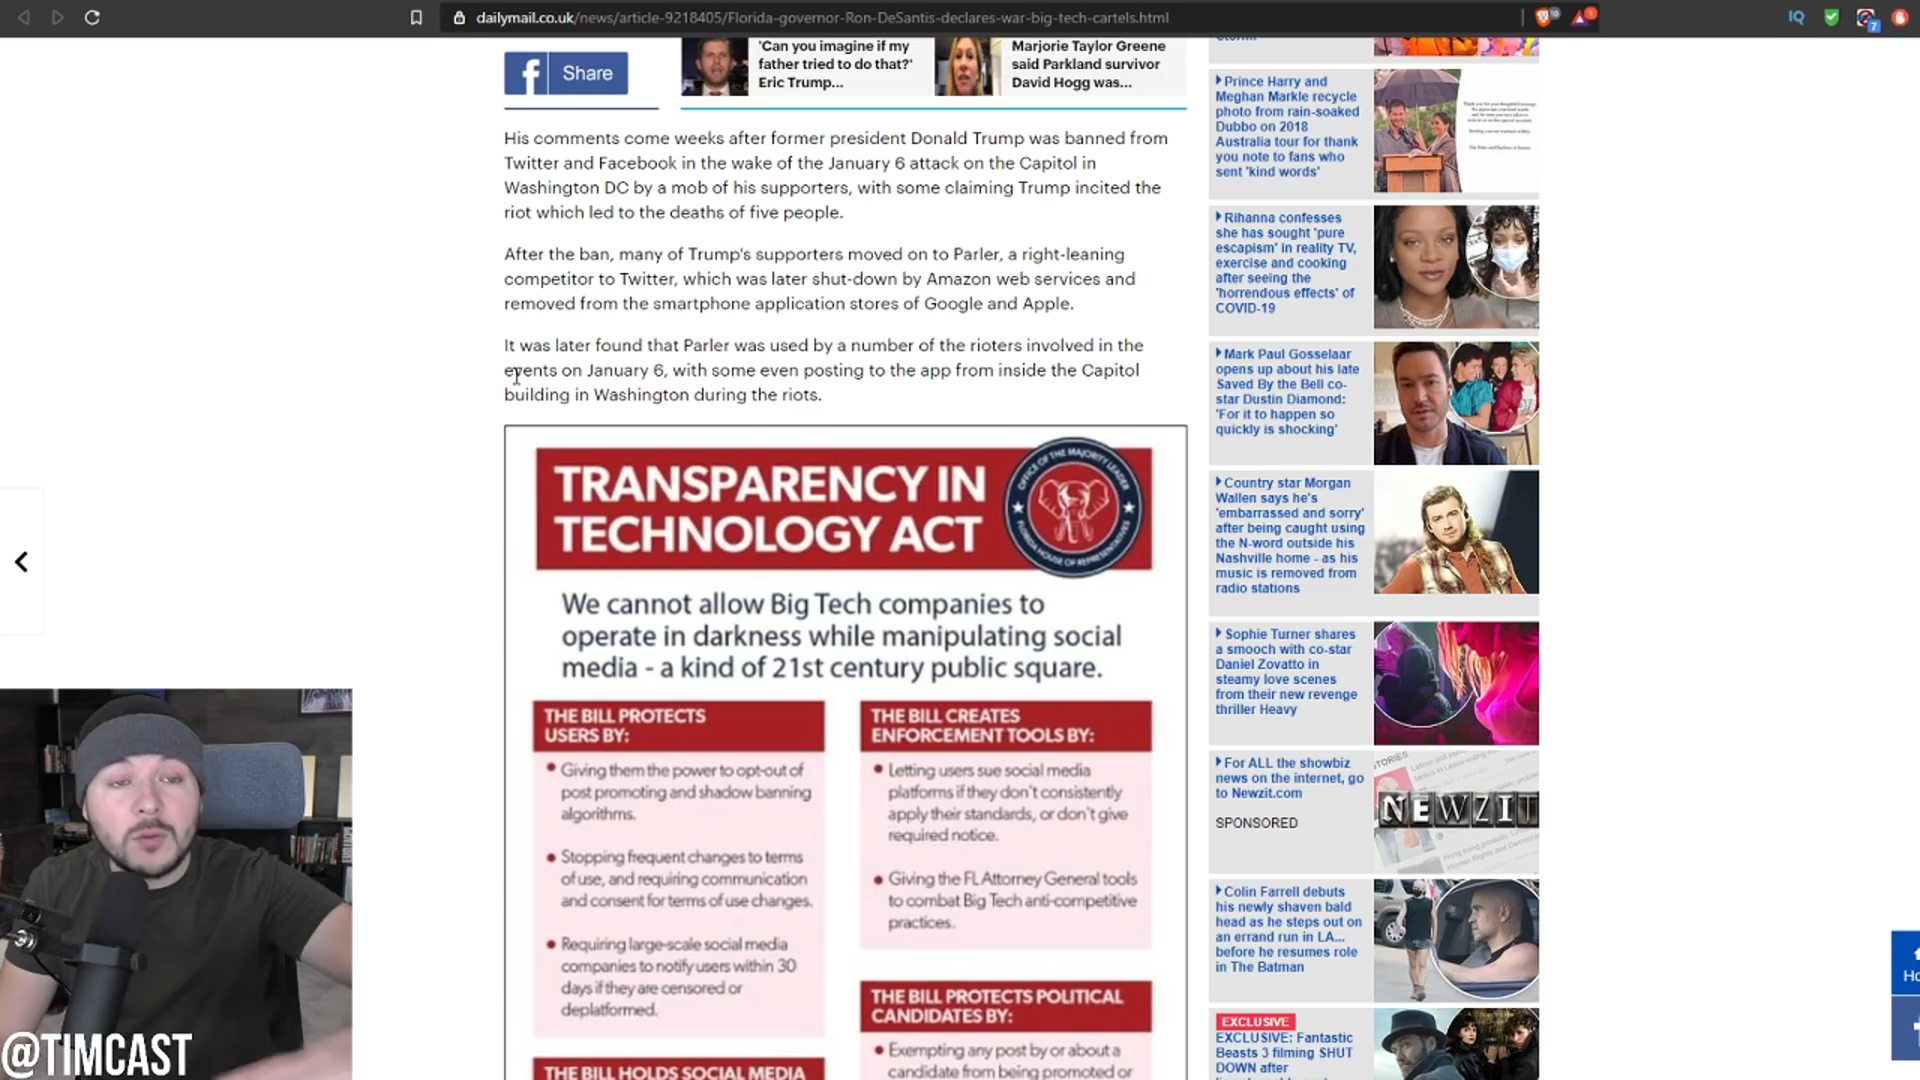 dailymail.co.uk/news/article-9218405/Florida-governor-Ron-DeSantis-declares-war-big-tech-cartels.html
Share
'Can you imagine if my
father tried to do that?'
Eric Trump...
Marjorie Taylor Greene
said Parkland survivor
David Hogg was...
His comments come weeks after former president Donald Trump was banned from
Twitter and Facebook in the wake of the January 6 attack on the Capitol in
Washington DC by a mob of his supporters, with some claiming Trump incited the
riot which led to the deaths of five people.
After the ban, many of Trump's supporters moved on to Parler, a right-leaning
competitor to Twitter, which was later shut-down by Amazon web services and
removed from the smartphone application stores of Google and Apple.
It was later found that Parler was used by a number of the rioters involved in the
events on January 6, with some even posting to the app from inside the Capitol
building in Washington during the riots.
TRANSPARENCY IN
TECHNOLOGY ACT
OFFICE OF THE MAJORITY LEADER
FLORIDA HOUSE OF REPRESENTATIVES
We cannot allow Big Tech companies to
operate in darkness while manipulating social
media - a kind of 21st century public square.
THE BILL PROTECTS
USERS BY:
Giving them the power to opt-out of
post promoting and shadow banning
algorithms.
Stopping frequent changes to terms
of use, and requiring communication
and consent for terms of use changes.
Requiring large-scale social media
companies to notify users within 30
days if they are censored or
deplatformed.
THE BILL HOLDS SOCIAL MEDIA
THE BILL CREATES
ENFORCEMENT TOOLS BY:
Letting users sue social media
platforms if they don't consistently
apply their standards, or don't give
required notice.
Giving the FL Attorney General tools
to combat Big Tech anti-competitive
practices.
THE BILL PROTECTS POLITICAL
CANDIDATES BY:
Exempting any post by or about a
candidate from being promoted or
Prince Harry and
Meghan Markle recycle
photo from rain-soaked
Dubbo on 2018
Australia tour for thank
you note to fans who
sent 'kind words'
Rihanna confesses
she has sought 'pure
escapism' in reality TV,
exercise and cooking
after seeing the
'horrendous effects' of
COVID-19
Mark Paul Gosselaar
opens up about his late
Saved By the Bell co-
star Dustin Diamond:
'For it to happen so
quickly is shocking'
Country star Morgan
Wallen says he's
'embarrassed and sorry'
after being caught using
the N-word outside his
Nashville home - as his
music is removed from
radio stations
Sophie Turner shares
a smooch with co-star
Daniel Zovatto in
steamy love scenes
from their new revenge
thriller Heavy
For ALL the showbiz
news on the internet, go
to Newzit.com
SPONSORED
NEWZIT
Colin Farrell debuts
his newly shaven bald
head as he steps out on
an errand run in LA...
before he resumes role
in The Batman
EXCLUSIVE
EXCLUSIVE: Fantastic
Beasts 3 filming SHUT
DOWN after
@TIMCAST